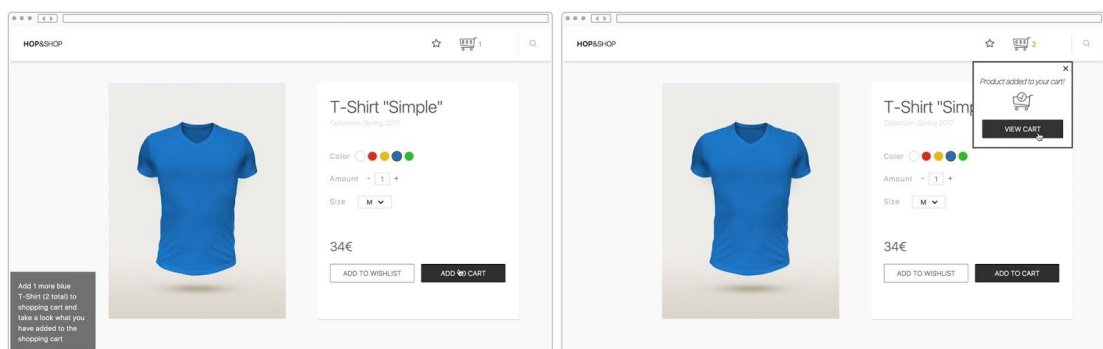 HOP&SHOP
1
T-Shirt "Simple"
Collection: Spring 2017
Color
Amount - 1 +
Size M
34€
ADD TO WISHLIST
Add 1 more blue
T-Shirt (2 total) to
shopping cart and
take a look what you
have added to the
shopping cart
HOP&SHOP
2
×
Product added to your cart!
VIEW CART
T-Shirt "Simp
Collection: Spring 2017
Color
Amount - 1 +
Size M
34€
ADD TO WISHLIST ADD TO CART